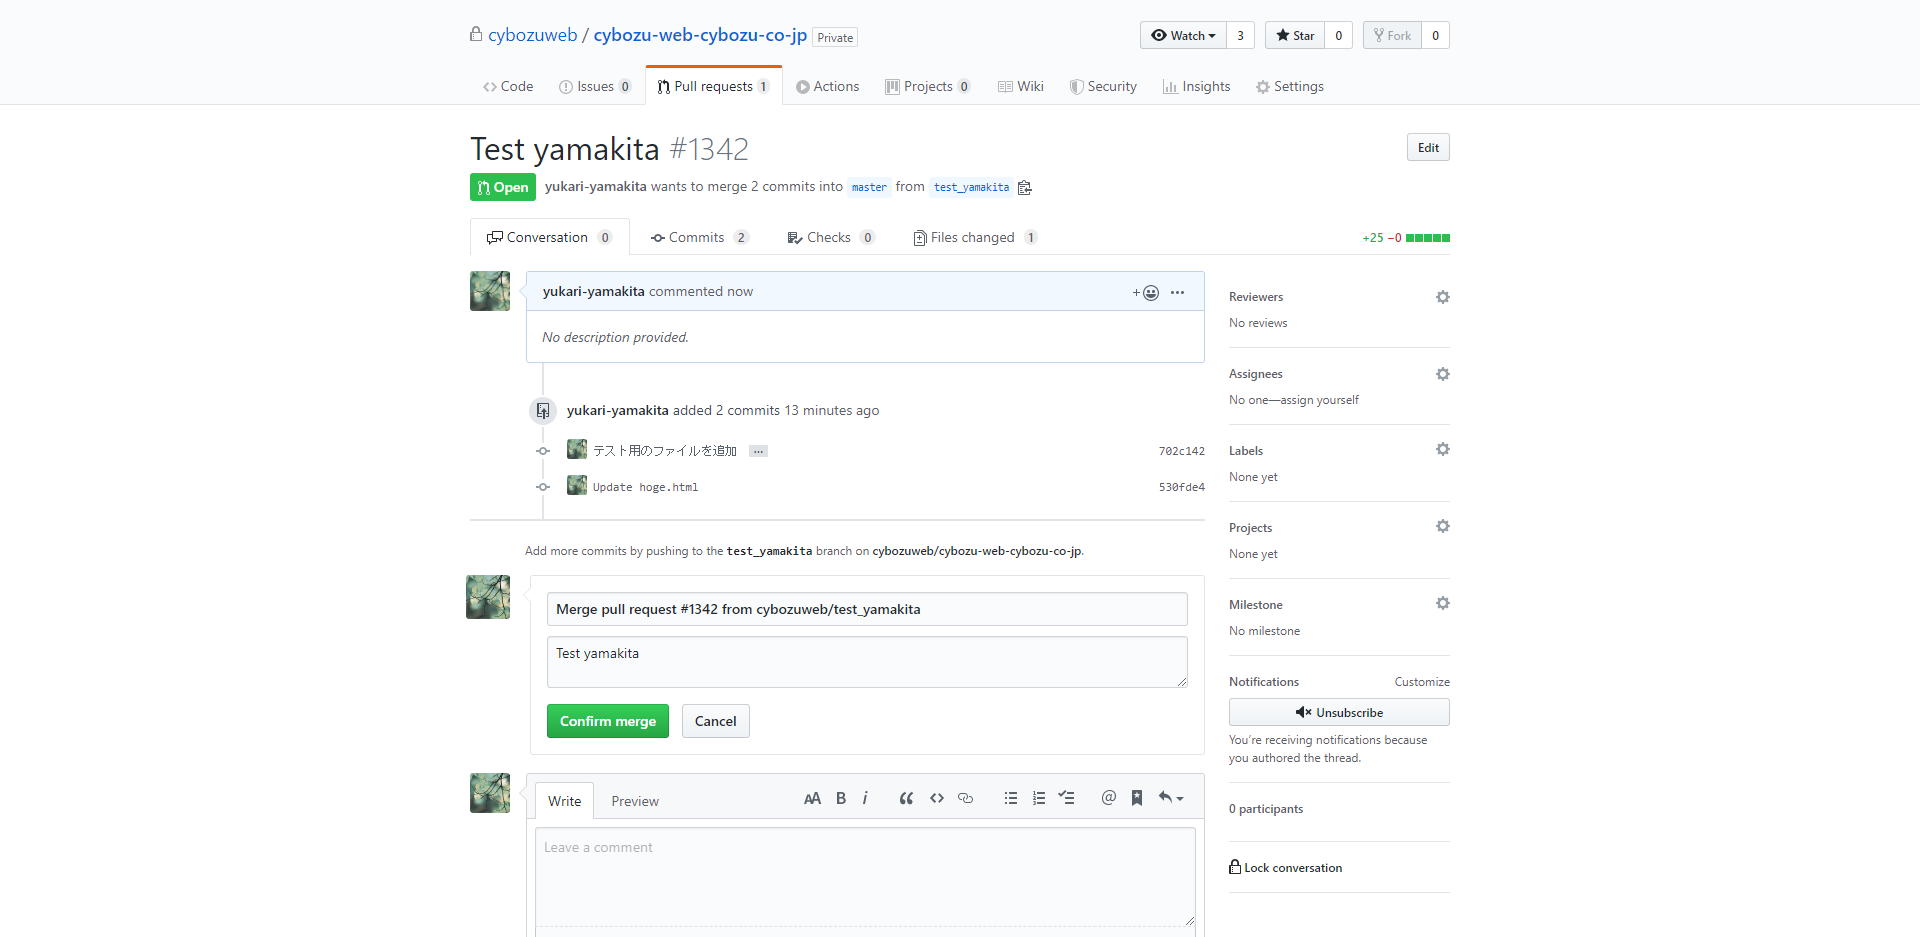 cybozuweb / cybozu-web-cybozu-co-jp Private
Watch 3 Star 0 Fork 0
Code Issues 0 Pull requests 1 Actions Projects 0 Wiki Security Insights Settings
Test yamakita #1342
Edit
Open yukari-yamakita wants to merge 2 commits into master from test_yamakita
Conversation 0 Commits 2 Checks 0 Files changed 1
+25 −0
yukari-yamakita commented now
No description provided.
yukari-yamakita added 2 commits 13 minutes ago
テスト用のファイルを追加 … 702c142
Update hoge.html 530fde4
Add more commits by pushing to the test_yamakita branch on cybozuweb/cybozu-web-cybozu-co-jp.
Merge pull request #1342 from cybozuweb/test_yamakita
Test yamakita
Confirm merge Cancel
Write Preview
AA B i @
Leave a comment
Reviewers
No reviews
Assignees
No one—assign yourself
Labels
None yet
Projects
None yet
Milestone
No milestone
Notifications Customize
Unsubscribe
You're receiving notifications because
you authored the thread.
0 participants
Lock conversation